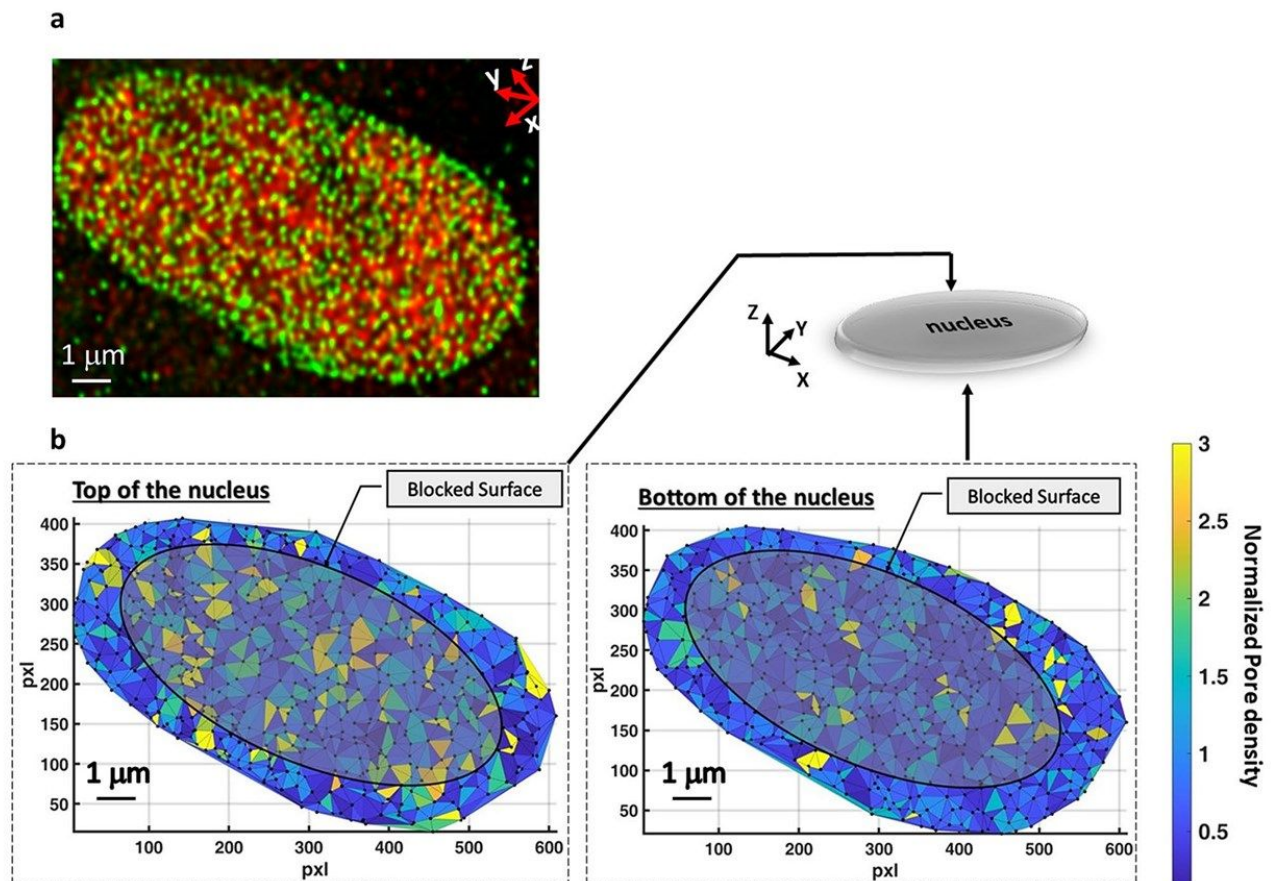 a
z
y
x
1 μm
nucleus
Z
Y
X
b
Top of the nucleus
Blocked Surface
400
350
300
250
200
150
100
50
pxl
1 μm
100
200
300
400
500
600
pxl
Bottom of the nucleus
Blocked Surface
400
350
300
250
200
150
100
50
pxl
1 μm
100
200
300
400
500
600
pxl
3
2.5
2
1.5
1
0.5
Normalized Pore density